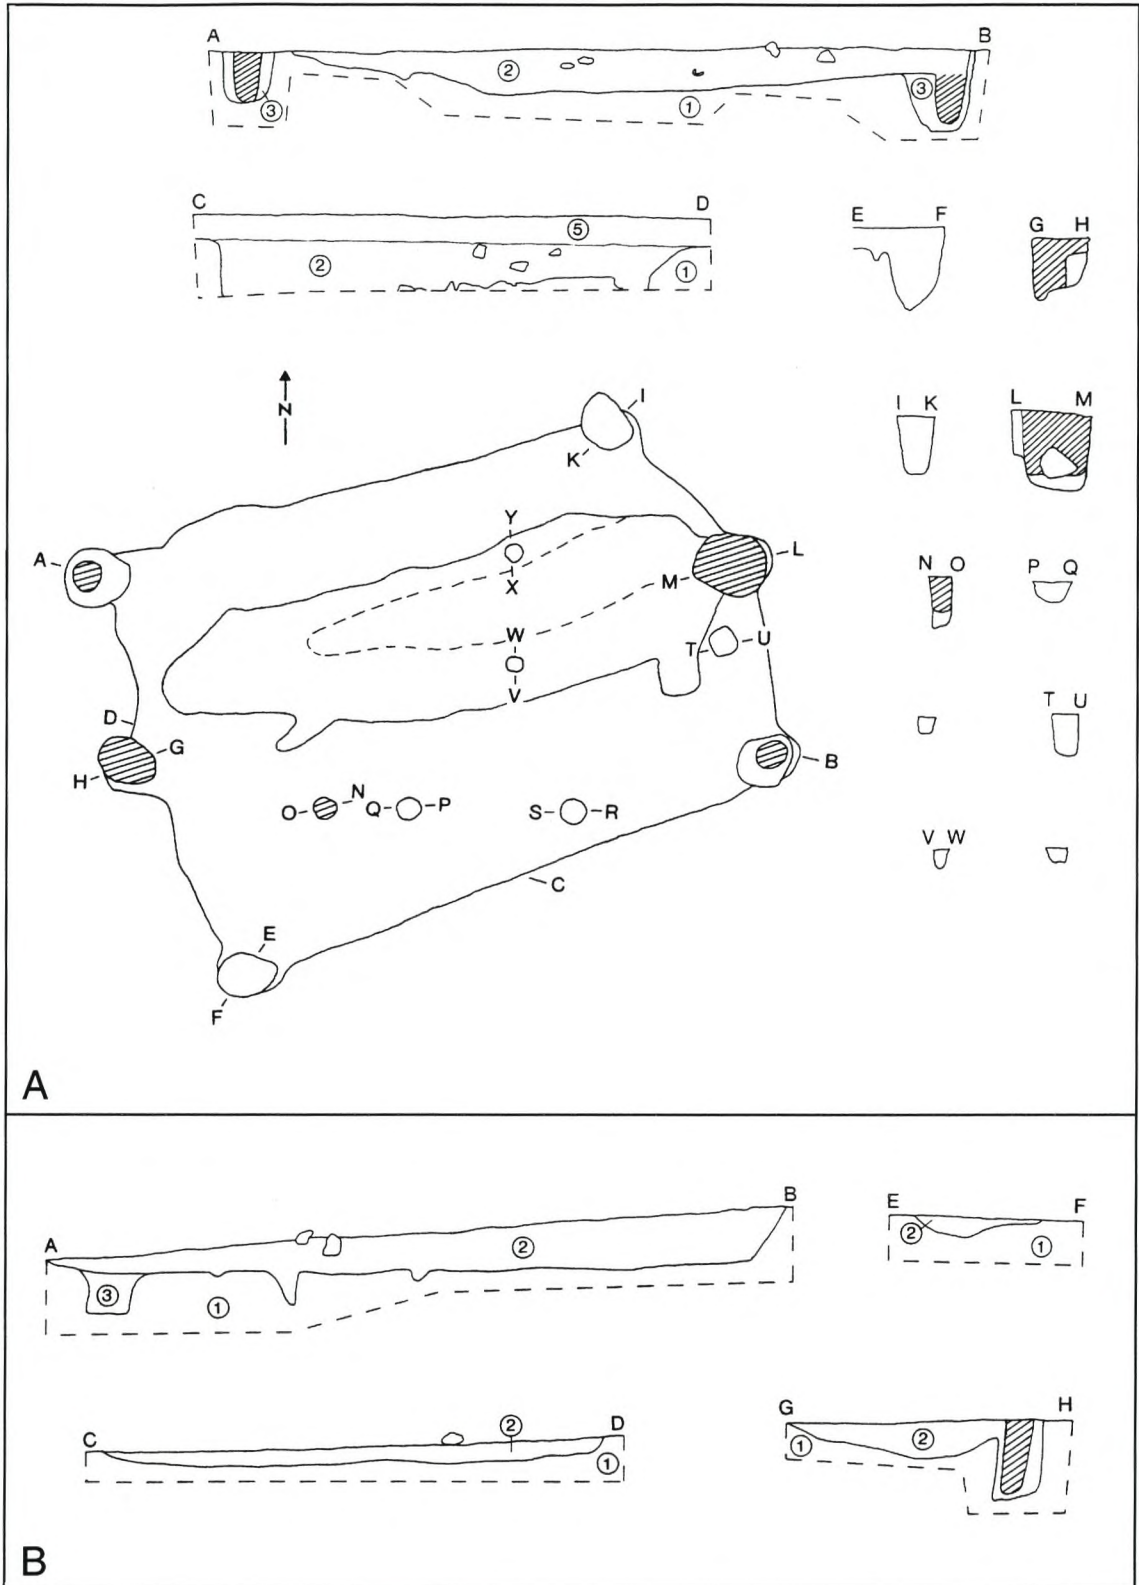 A B
② ③ ① ③
C D
⑤ ② ①
E F
G H
N
I K
L M
I
K
A
Y
X
L
M
W
V
T U
N O
P Q
D
G
H
B
T U
O N Q P
S R
C
V W
E
F
A
A B
② ③ ①
E F
② ①
C D
② ①
G H
① ②
B